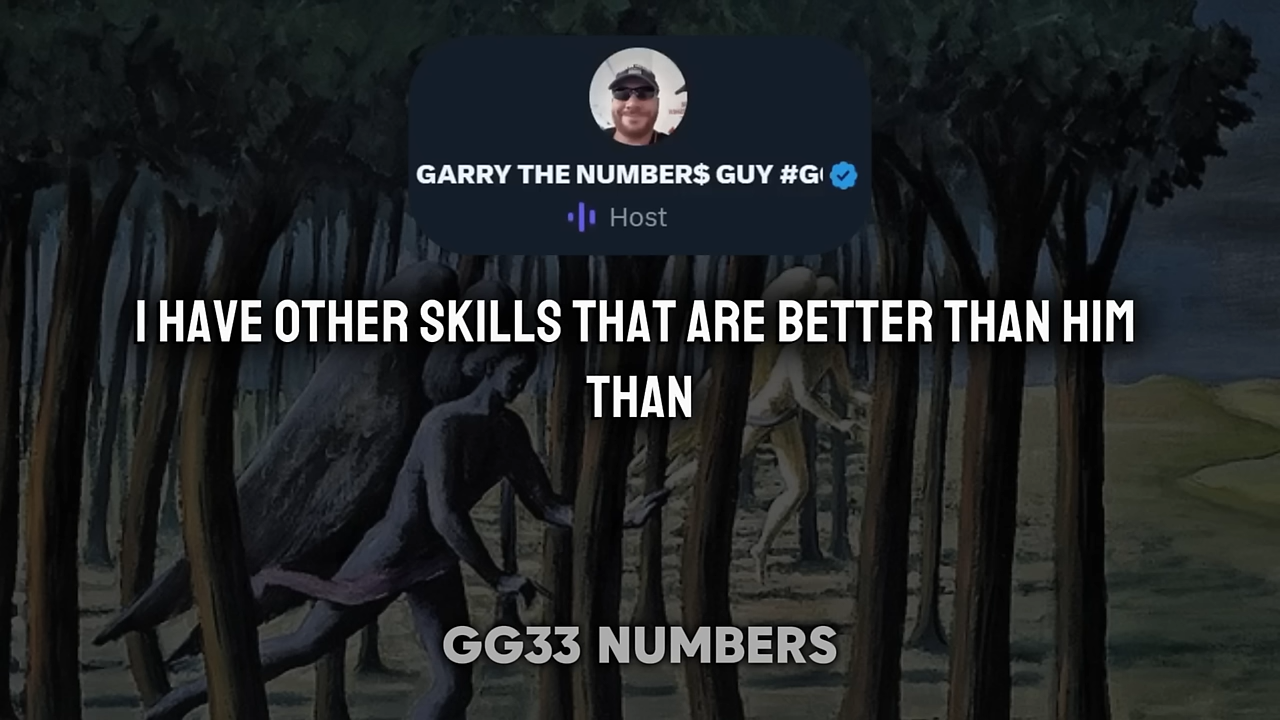 GARRY THE NUMBER$ GUY #G
Host
I HAVE OTHER SKILLS THAT ARE BETTER THAN HIM
THAN
GG33 NUMBERS